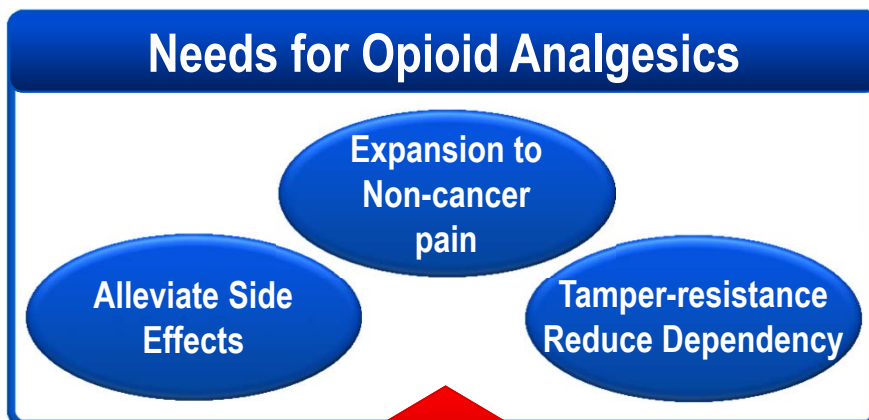 Needs for Opioid Analgesics
Expansion to
Non-cancer
pain
Alleviate Side
Effects
Tamper-resistance
Reduce Dependency